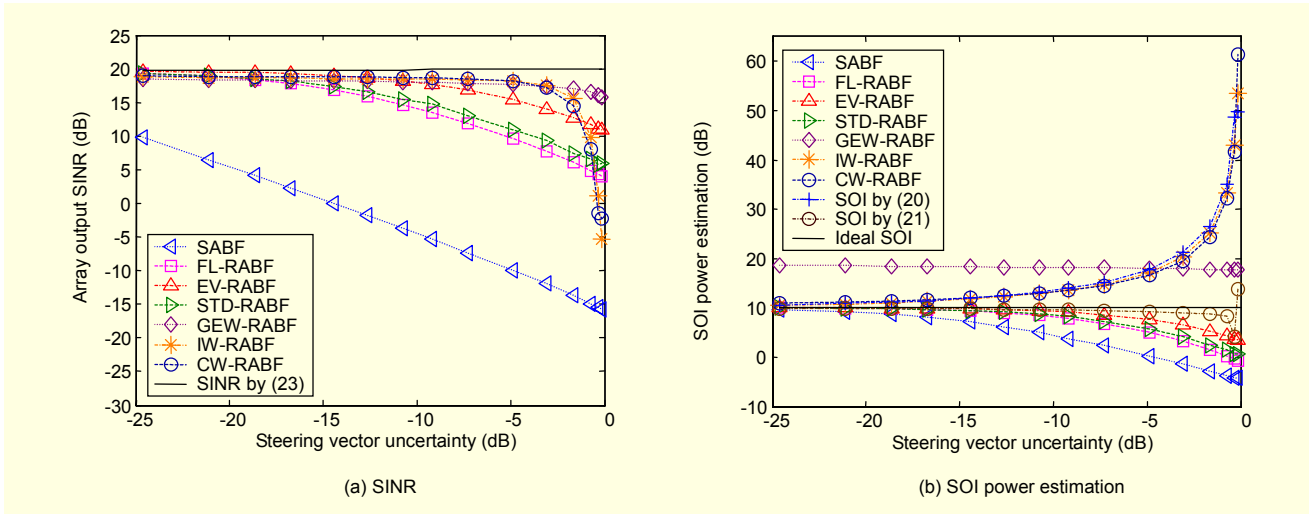 25
20
15
10
5
0
-5
-10
-15
-20
-25
-30
Array output SINR (dB)
SABF
FL-RABF
EV-RABF
STD-RABF
GEW-RABF
IW-RABF
CW-RABF
SINR by (23)
-25
-20
-15
-10
-5
0
Steering vector uncertainty (dB)
(a) SINR
60
50
40
30
20
10
0
-10
SOI power estimation (dB)
SABF
FL-RABF
EV-RABF
STD-RABF
GEW-RABF
IW-RABF
CW-RABF
SOI by (20)
SOI by (21)
Ideal SOI
-25
-20
-15
-10
-5
0
Steering vector uncertainty (dB)
(b) SOI power estimation